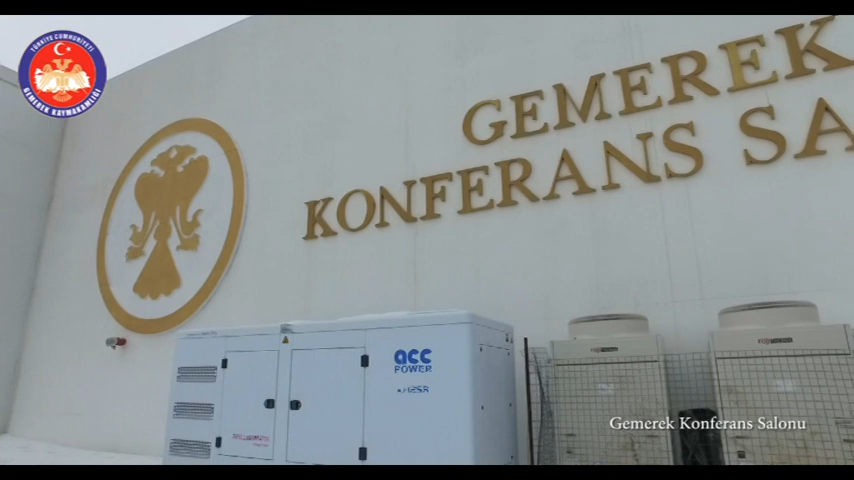 TÜRKİYE CUMHURİYETİ
GEMEREK KAYMAKAMLIĞI
GEMEREK
KONFERANS SA
acc
POWER
Gemerek Konferans Salonu